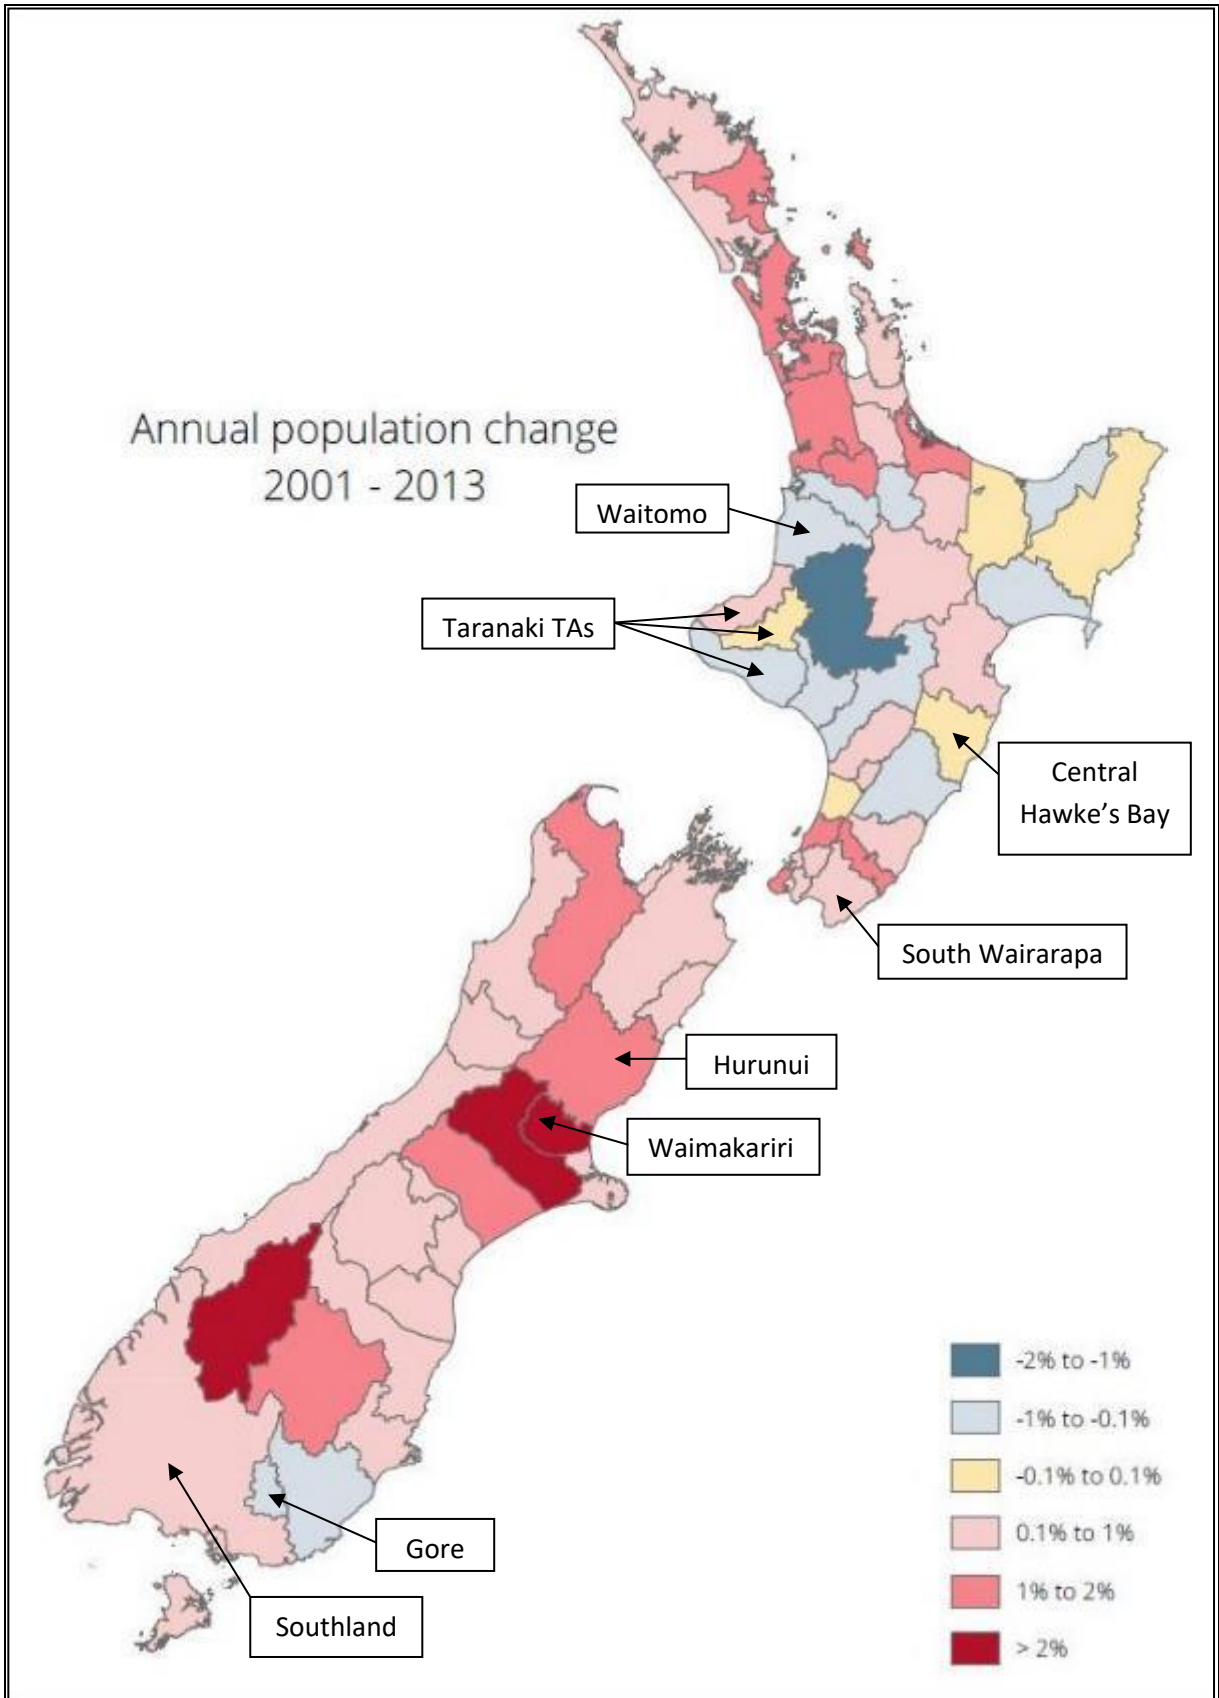 Annual population change
2001 - 2013
Waitomo
Taranaki TAs
Central
Hawke’s Bay
South Wairarapa
Hurunui
Waimakariri
Gore
Southland
-2% to -1%
-1% to -0.1%
-0.1% to 0.1%
0.1% to 1%
1% to 2%
> 2%